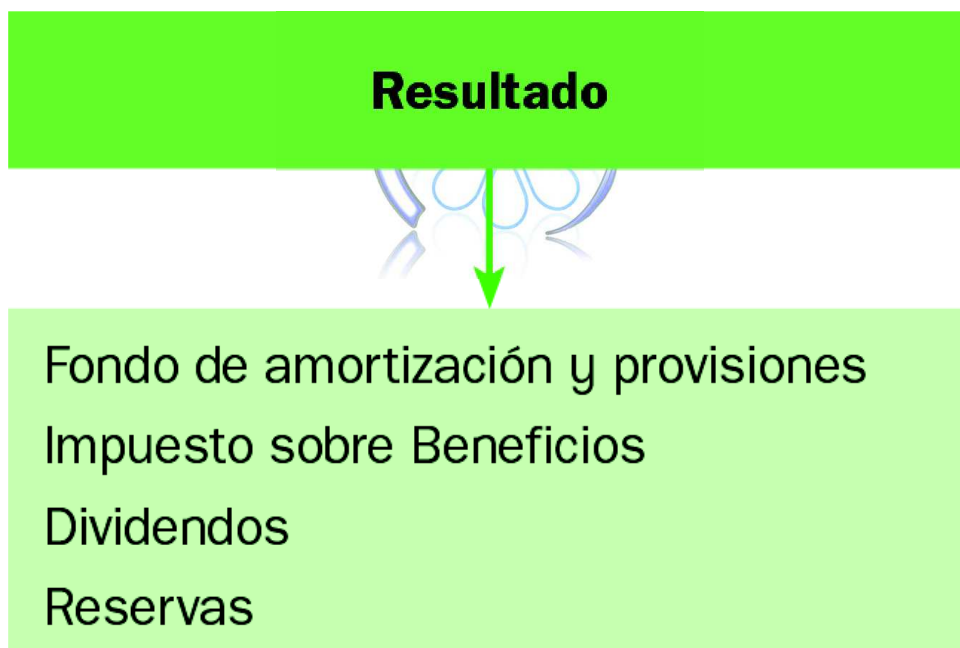 Resultado
Fondo de amortización y provisiones
Impuesto sobre Beneficios
Dividendos
Reservas